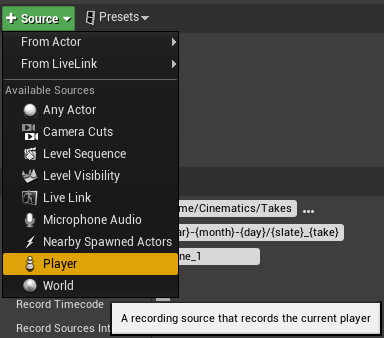 + Source
Presets
From Actor
From LiveLink
Available Sources
Any Actor
Camera Cuts
Level Sequence
Level Visibility
Live Link
Microphone Audio
me/Cinematics/Takes ...
ar}-{month}-{day}/{slate}_{take}
Nearby Spawned Actors
ne_1
Player
World
Record Timecode
A recording source that records the current player
Record Sources Int